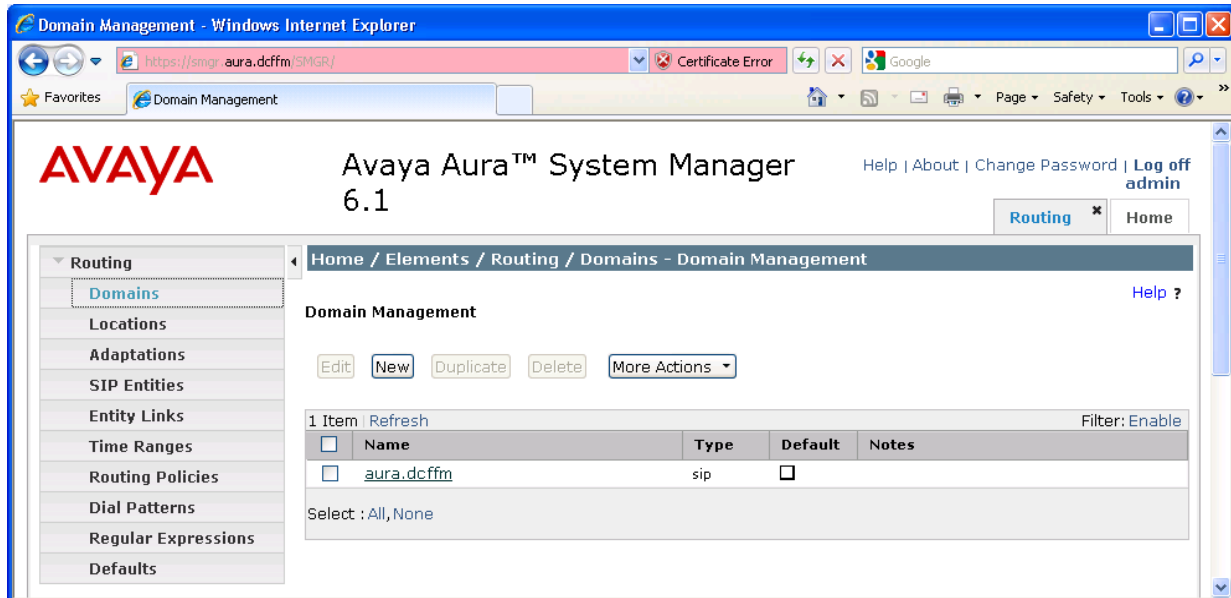 Domain Management - Windows Internet Explorer
https://smgr.aura.dcffm/SMGR/
Certificate Error
Google
Favorites
Domain Management
Page
Safety
Tools
»
AVAYA
Avaya Aura™ System Manager
6.1
Help | About | Change Password | Log off
admin
Routing
Home
Routing
Domains
Locations
Adaptations
SIP Entities
Entity Links
Time Ranges
Routing Policies
Dial Patterns
Regular Expressions
Defaults
Home / Elements / Routing / Domains - Domain Management
Help ?
Domain Management
Edit
New
Duplicate
Delete
More Actions
1 Item | Refresh
Filter: Enable
Name Type Default Notes
aura.dcffm sip
Select : All, None